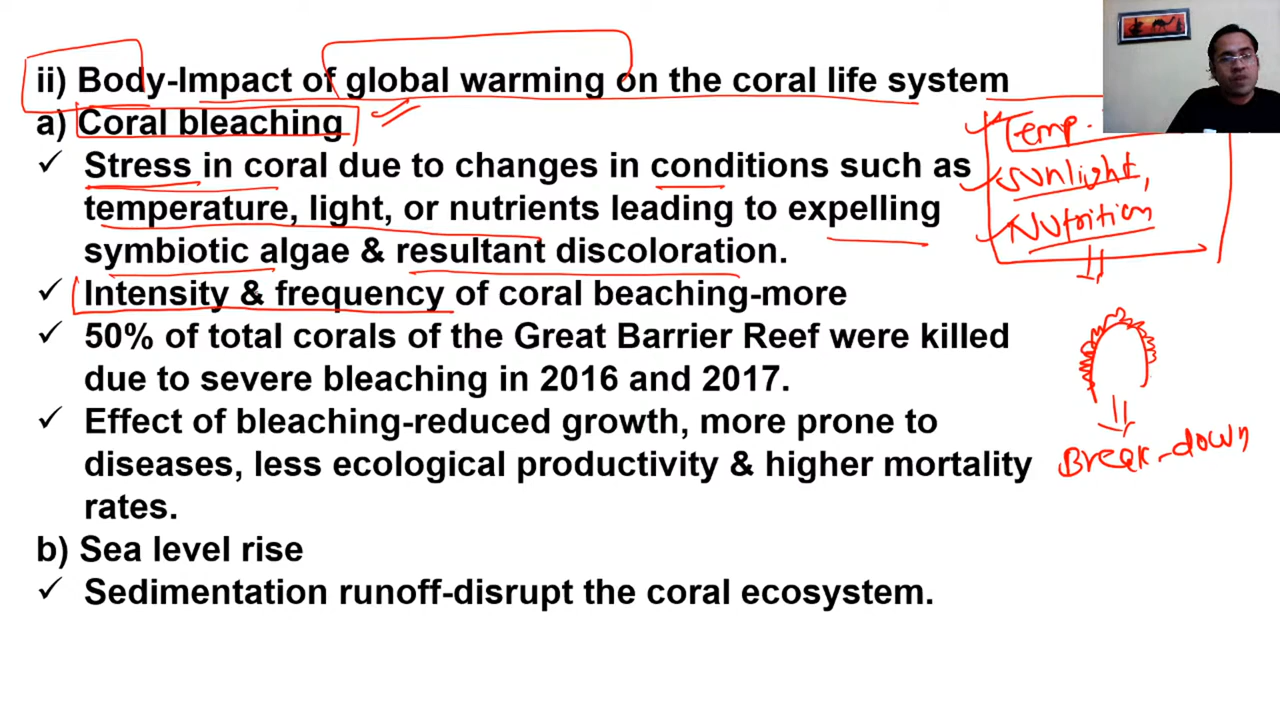 ii) Body-Impact of global warming on the coral life system
a) Coral bleaching
✓ Stress in coral due to changes in conditions such as
temperature, light, or nutrients leading to expelling
symbiotic algae & resultant discoloration.
✓ Intensity & frequency of coral beaching-more
✓ 50% of total corals of the Great Barrier Reef were killed
due to severe bleaching in 2016 and 2017.
✓ Effect of bleaching-reduced growth, more prone to
diseases, less ecological productivity & higher mortality
rates.
b) Sea level rise
✓ Sedimentation runoff-disrupt the coral ecosystem.
Temp.
sunlight,
Nutrition
Break-down